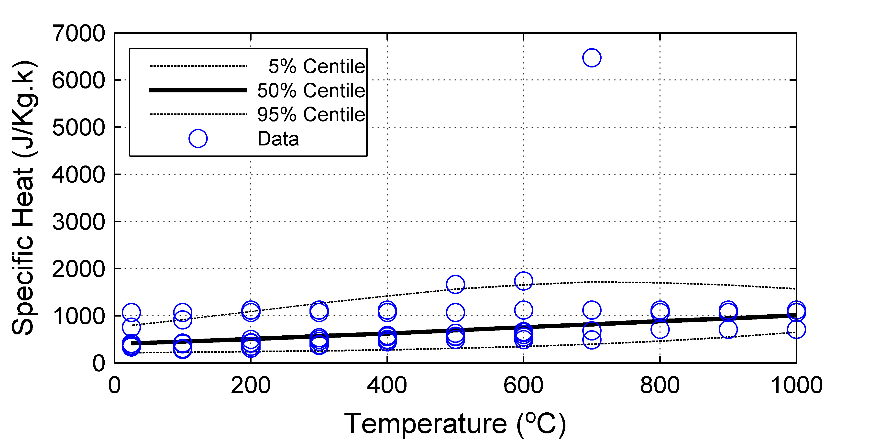 7000
6000
5000
4000
3000
2000
1000
0
Specific Heat (J/Kg.k)
5% Centile
50% Centile
95% Centile
Data
0 200 400 600 800 1000
Temperature (ºC)